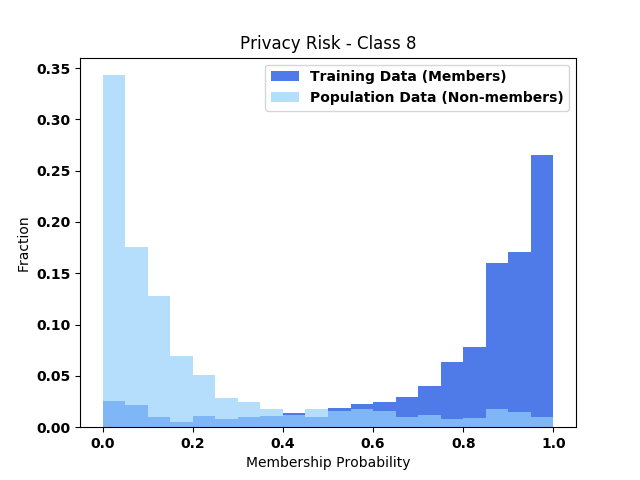 Privacy Risk - Class 8
Training Data (Members)
Population Data (Non-members)
0.35
0.30
0.25
0.20
0.15
0.10
0.05
0.00
Fraction
0.0 0.2 0.4 0.6 0.8 1.0
Membership Probability